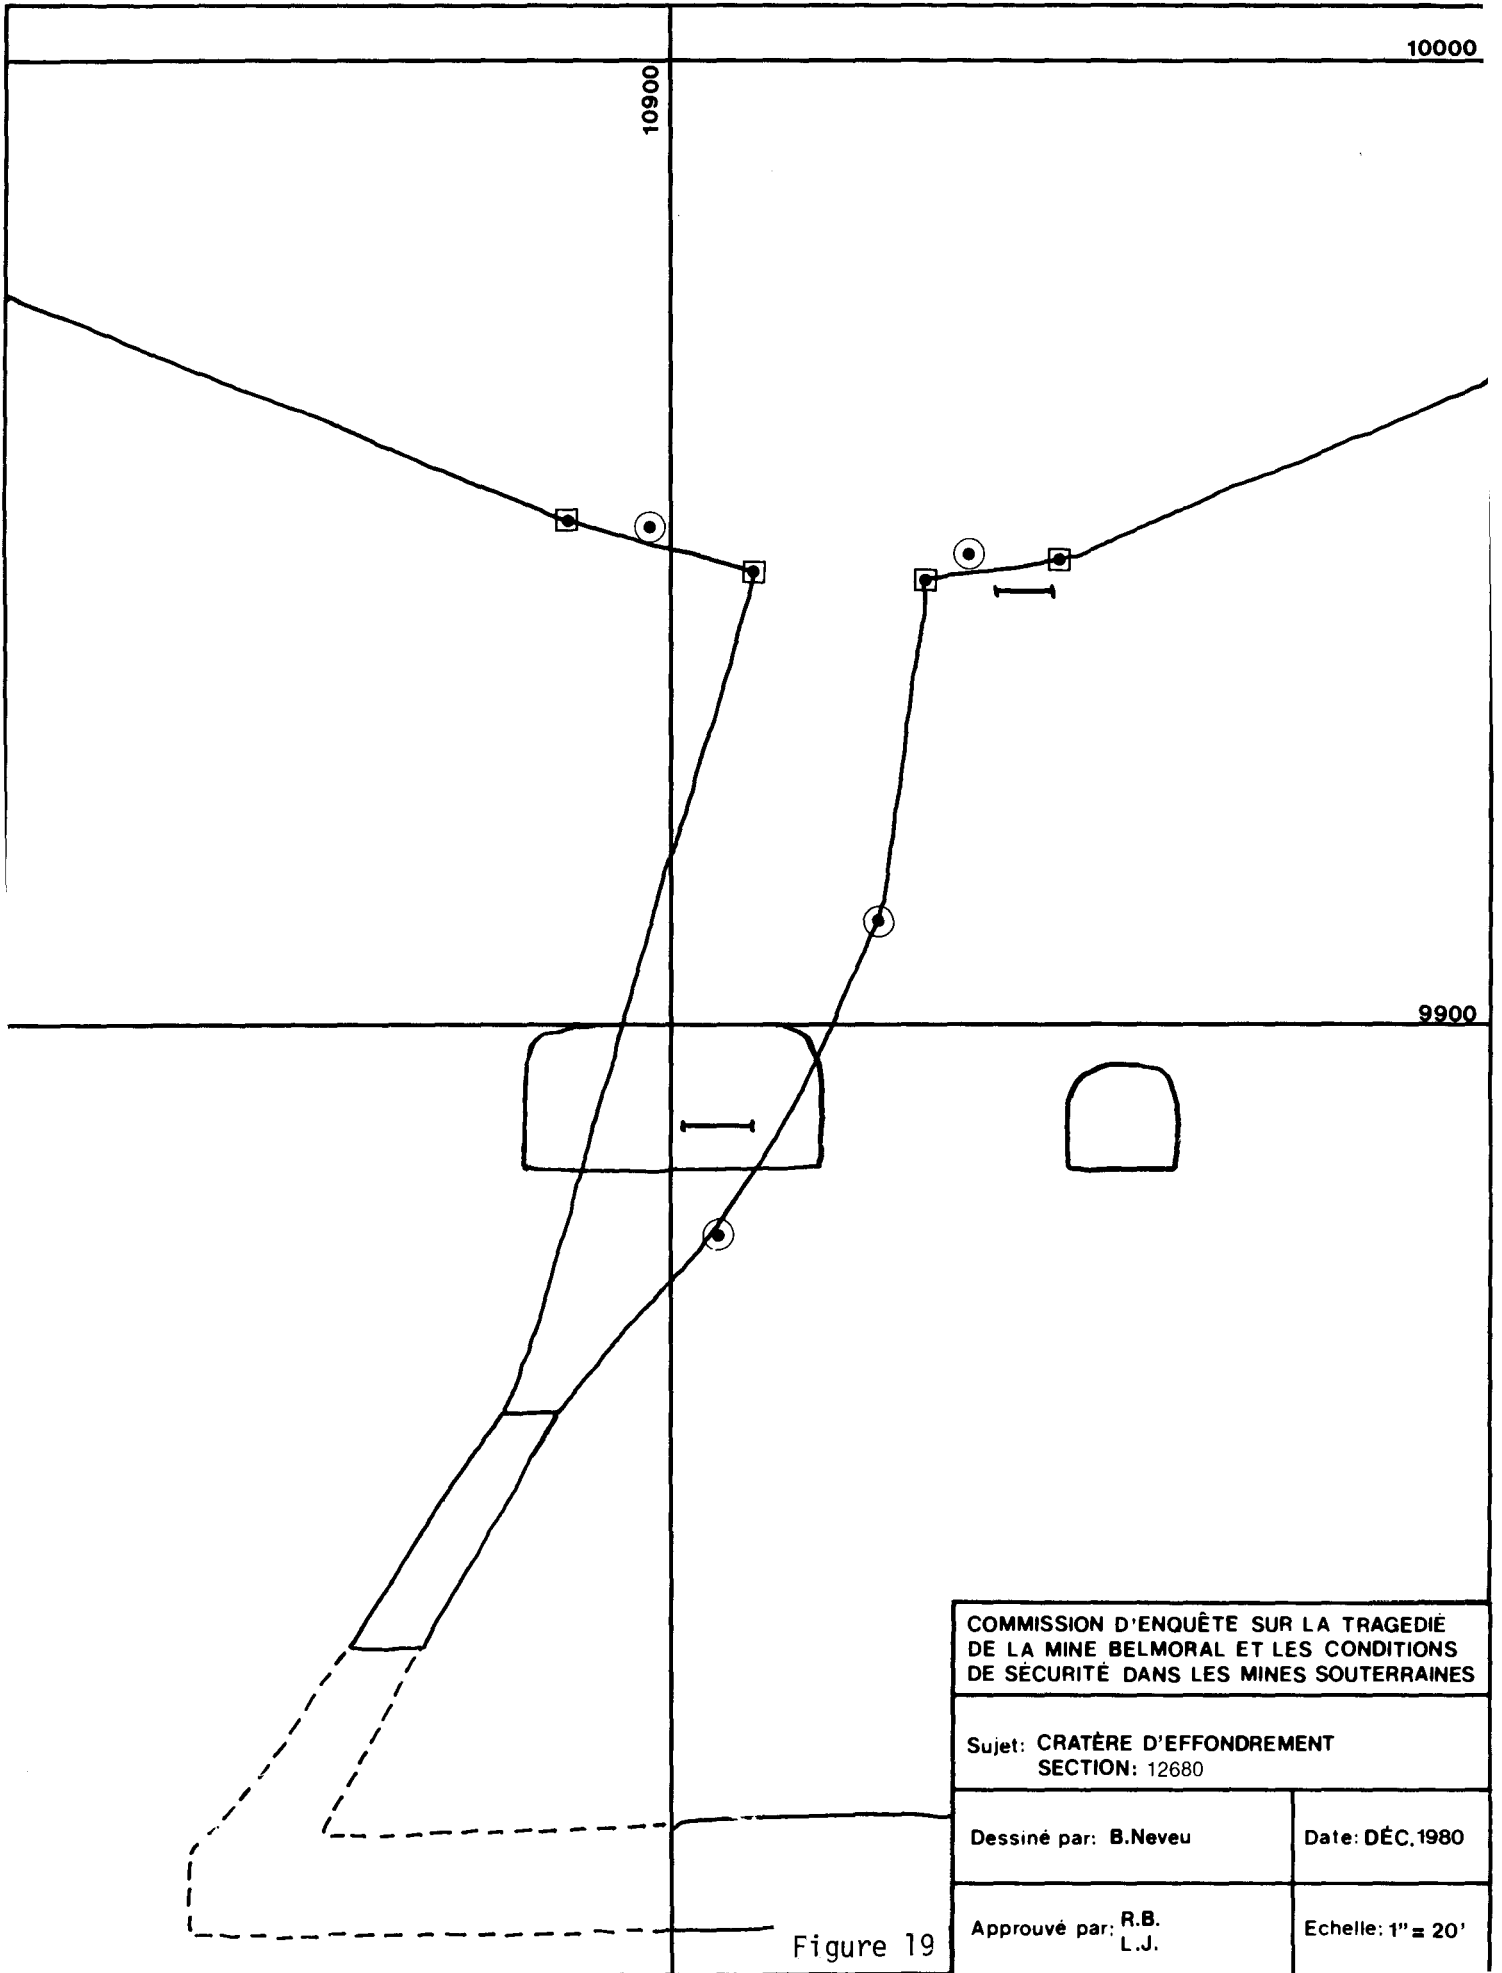 10000
10900
9900
COMMISSION D'ENQUÊTE SUR LA TRAGEDIÉ
DE LA MINE BELMORAL ET LES CONDITIONS
DE SÉCURITÉ DANS LES MINES SOUTERRAINES
Sujet: CRATÈRE D'EFFONDREMENT
SECTION: 12680
Dessiné par: B.Neveu
Date: DÉC.1980
Approuvé par: R.B.
L.J.
Echelle: 1" = 20'
Figure 19